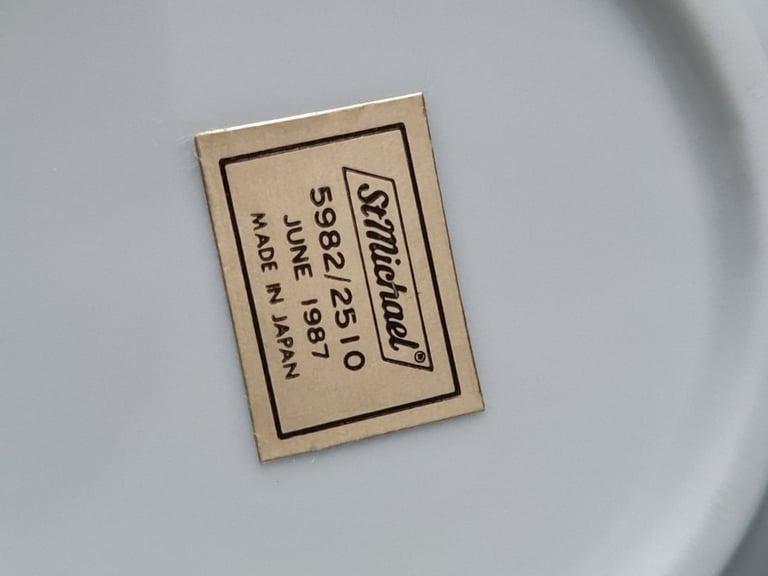 St Michael®
5982/2510
JUNE 1987
MADE IN JAPAN